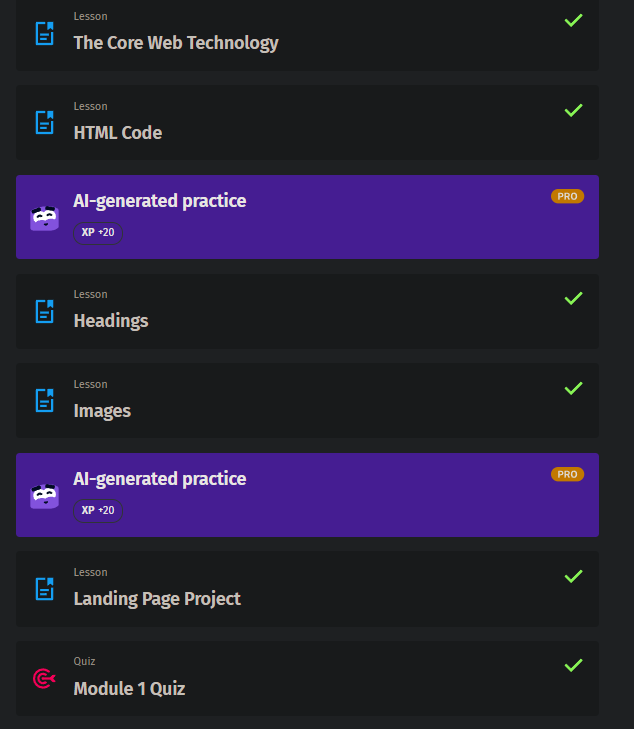 Lesson
The Core Web Technology
Lesson
HTML Code
AI-generated practice
PRO
XP +20
Lesson
Headings
Lesson
Images
AI-generated practice
PRO
XP +20
Lesson
Landing Page Project
Quiz
Module 1 Quiz